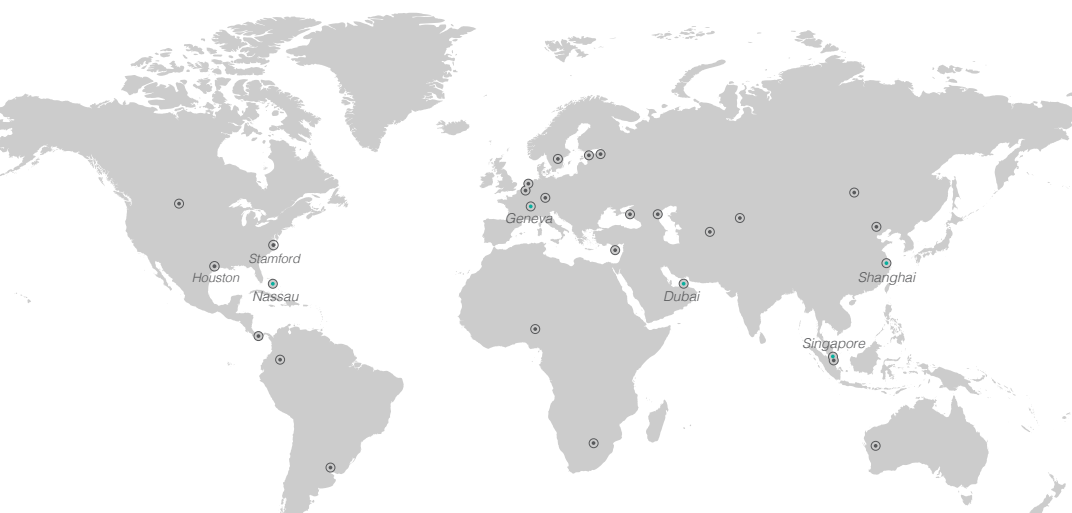 Geneva
Stamford
Houston
Nassau
Dubai
Shanghai
Singapore